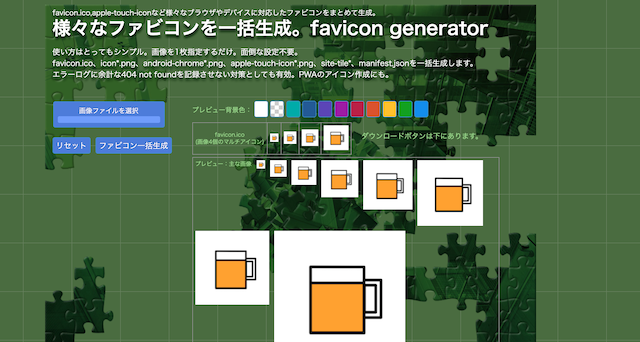 favicon.ico,apple-touch-iconなど様々なブラウザやデバイスに対応したファビコンをまとめて生成。
様々なファビコンを一括生成。favicon generator
使い方はとってもシンプル。画像を1枚指定するだけ。面倒な設定不要。
favicon.ico、icon*.png、android-chrome*.png、apple-touch-icon*.png、site-tile*、manifest.jsonを一括生成します。
エラーログに余計な404 not foundを記録させない対策としても有効。PWAのアイコン作成にも。
画像ファイルを選択
プレビュー背景色：
favicon.ico
(画像4個のマルチアイコン)
ダウンロードボタンは下にあります。
リセット
ファビコン一括生成
プレビュー：主な画像